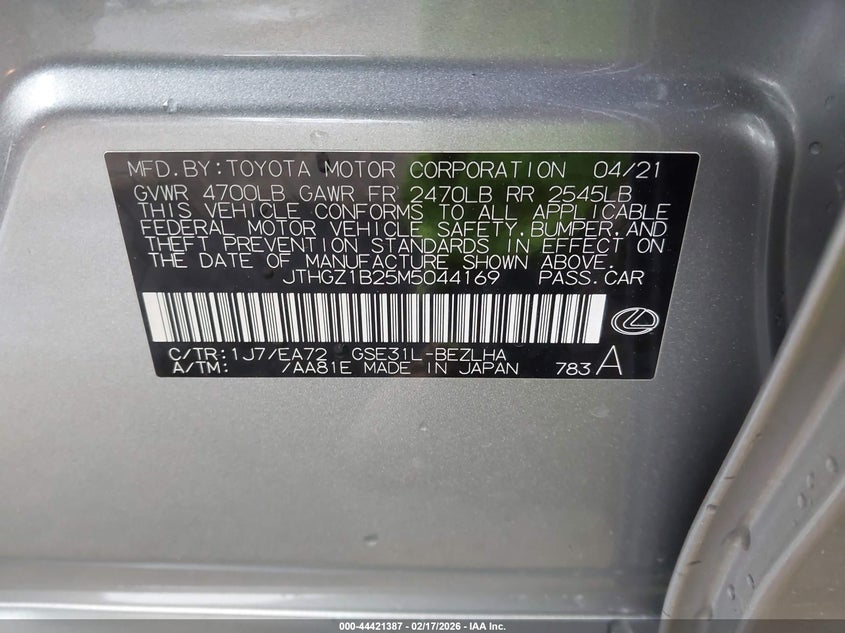 MFD.BY:TOYOTA MOTOR CORPORATION 04/21
GVWR 4700LB GAWR FR 2470LB RR 2545LB
THIS VEHICLE CONFORMS TO ALL APPLICABLE
FEDERAL MOTOR VEHICLE SAFETY,BUMPER,AND
THEFT PREVENTION STANDARDS IN EFFECT ON
THE DATE OF MANUFACTURE SHOWN ABOVE.
JTHGZ1B25M5044169 PASS.CAR
C/TR:1J7/EA72 GSE31L-BEZLHA
A/TM: /AA81E MADE IN JAPAN 783 A
000-44421387 - 02/17/2026 - IAA Inc.